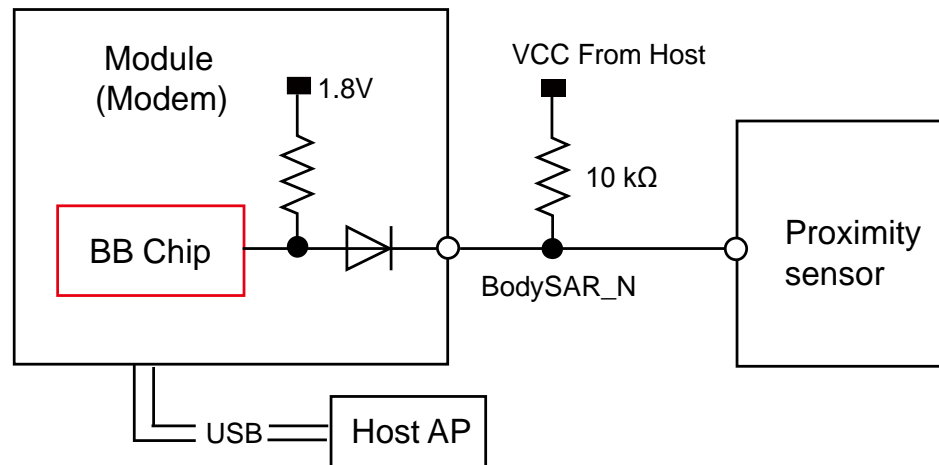 Module
(Modem)
1.8V
VCC From Host
10 kΩ
BB Chip
BodySAR_N
Proximity
sensor
USB
Host AP